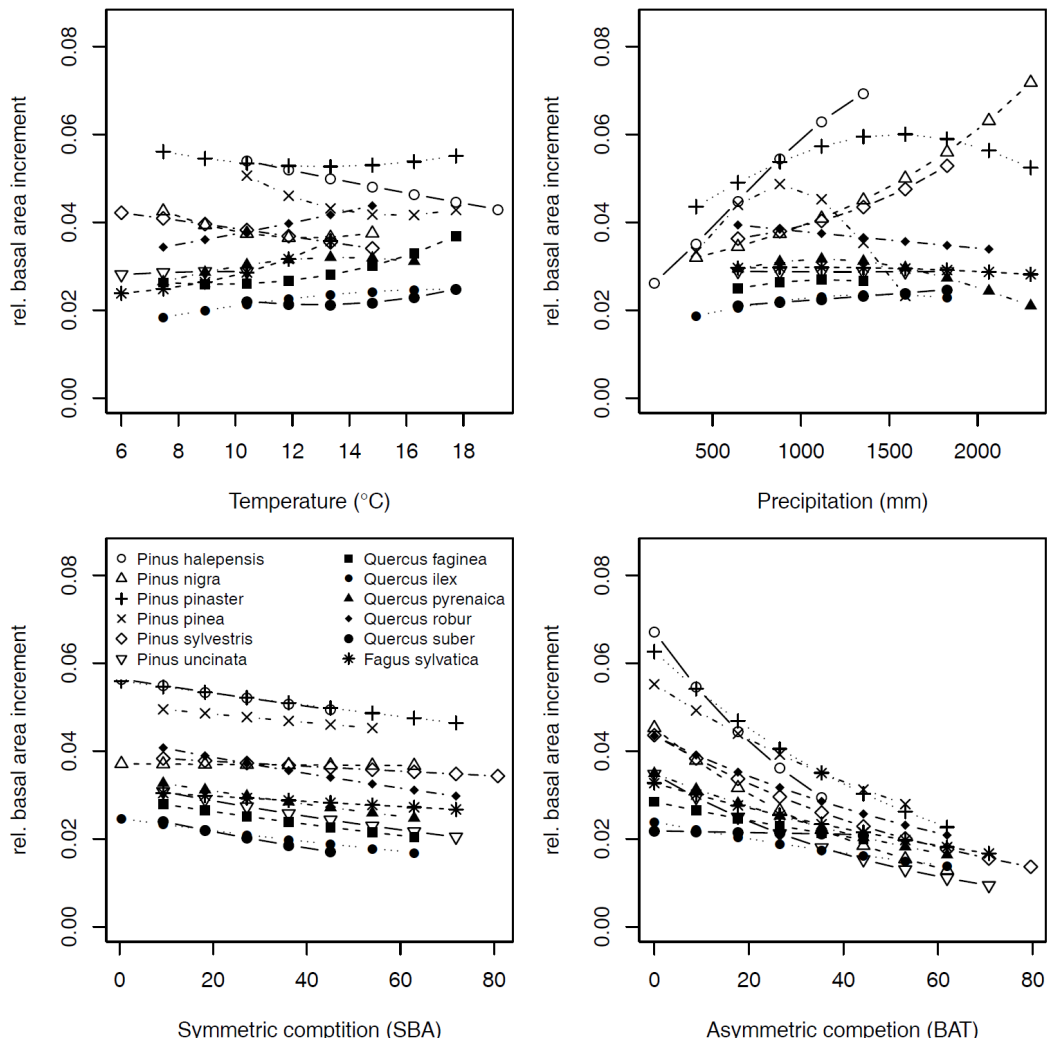 0.08
0.06
0.04
0.02
0.00
rel. basal area increment
6 8 10 12 14 16 18
Temperature (°C)
0.08
0.06
0.04
0.02
0.00
rel. basal area increment
500 1000 1500 2000
Precipitation (mm)
0.08
0.06
0.04
0.02
0.00
rel. basal area increment
Pinus halepensis
Pinus nigra
Pinus pinaster
Pinus pinea
Pinus sylvestris
Pinus uncinata
Quercus faginea
Quercus ilex
Quercus pyrenaica
Quercus robur
Quercus suber
Fagus sylvatica
0 20 40 60 80
Symmetric comptition (SBA)
0.08
0.06
0.04
0.02
0.00
rel. basal area increment
0 20 40 60 80
Asymmetric competion (BAT)